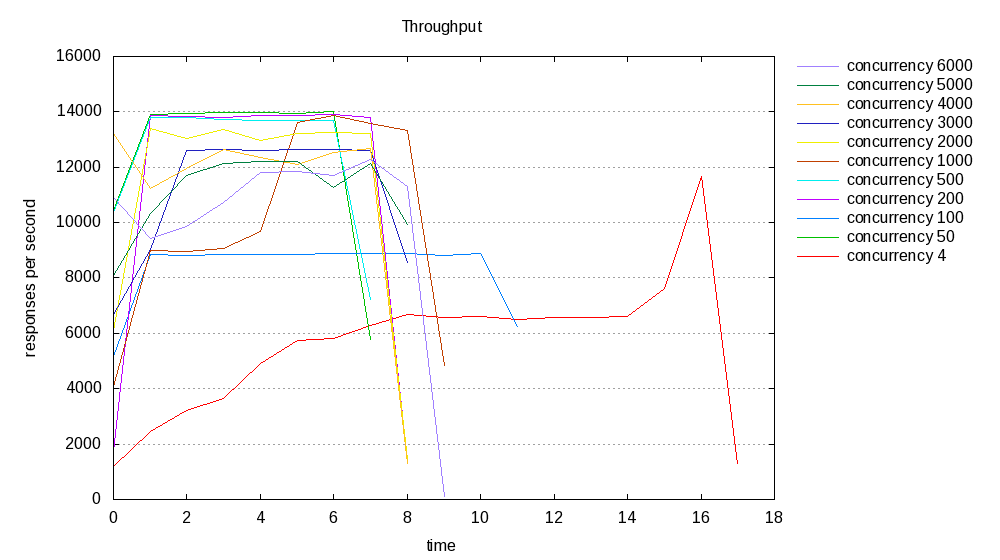 Throughput
responses per second
16000
14000
12000
10000
8000
6000
4000
2000
0
0 2 4 6 8 10 12 14 16 18
time
concurrency 6000
concurrency 5000
concurrency 4000
concurrency 3000
concurrency 2000
concurrency 1000
concurrency 500
concurrency 200
concurrency 100
concurrency 50
concurrency 4